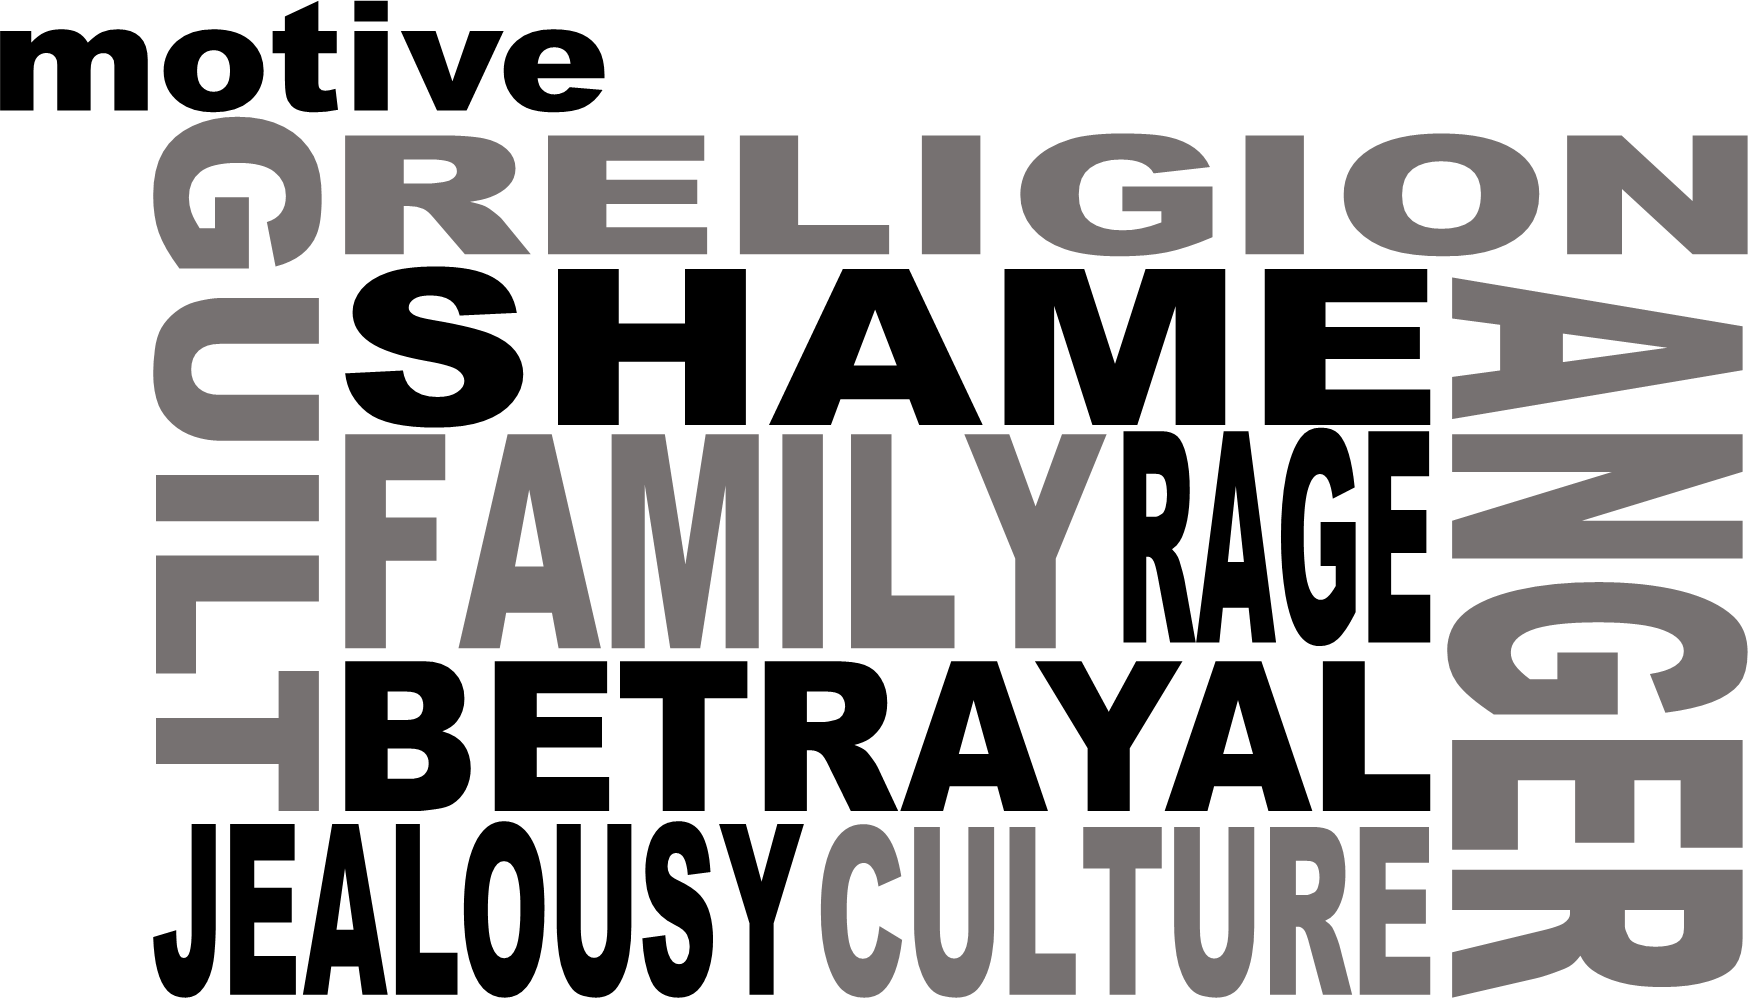 motive
GUILT
RELIGION
SHAME
FAMILY RAGE
BETRAYAL
JEALOUSY CULTURE
ANGER